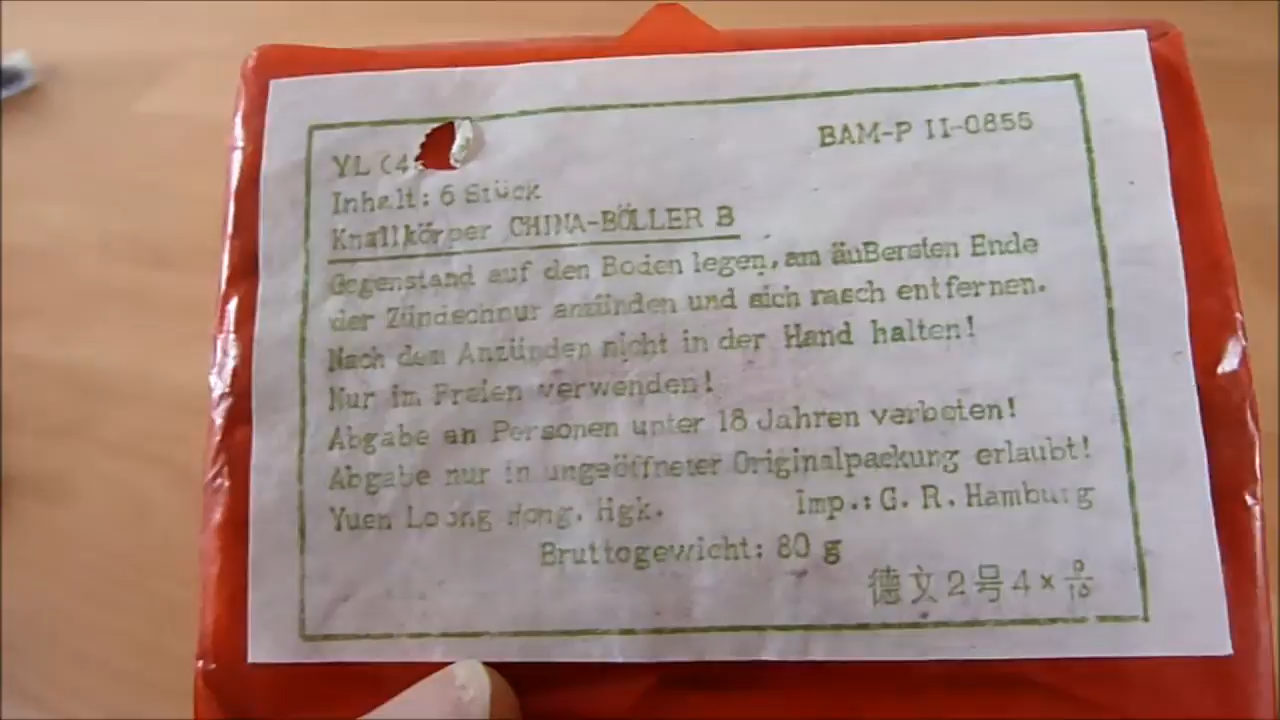 YL (4
BAM-P II-0855
Inhalt: 6 Stück
Knallkörper CHINA-BÖLLER B
Gegenstand auf den Boden legen, am äußersten Ende
der Zündschnur anzünden und sich rasch entfernen.
Nach dem Anzünden nicht in der Hand halten!
Nur im Freien verwenden!
Abgabe an Personen unter 18 Jahren verboten!
Abgabe nur in ungeöffneter Originalpackung erlaubt!
Yuen Loong Hong. Hgk. Imp.: G. R. Hamburg
Bruttogewicht: 80 g
德文2号4×